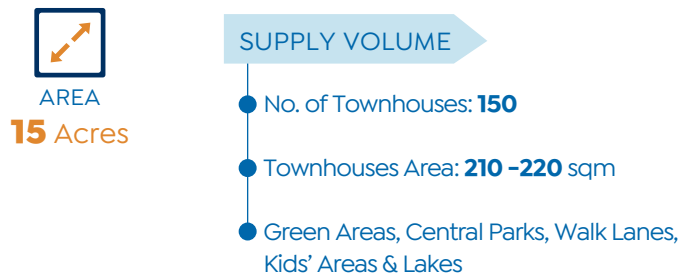 AREA
15 Acres
SUPPLY VOLUME
No. of Townhouses: 150
Townhouses Area: 210 -220 sqm
Green Areas, Central Parks, Walk Lanes,
Kids' Areas & Lakes